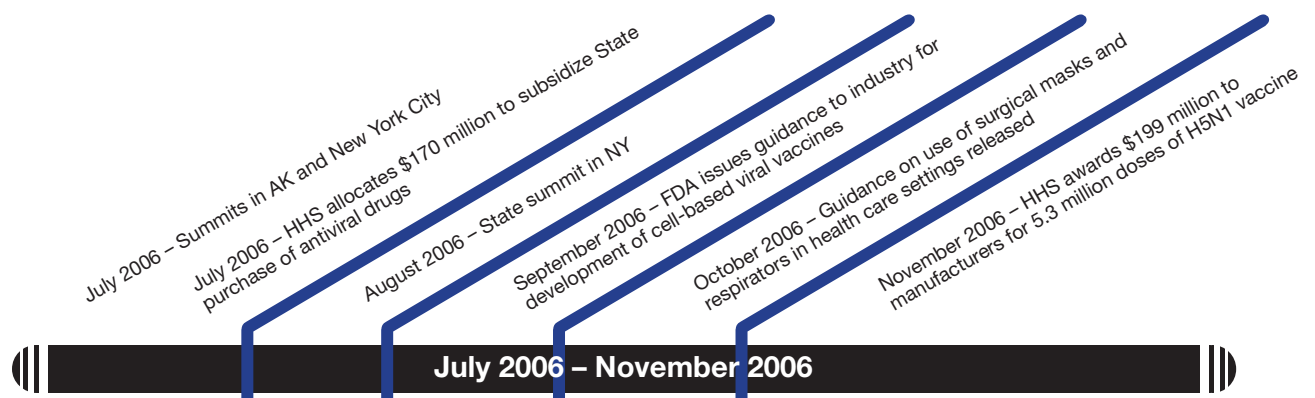 July 2006 – Summits in AK and New York City
July 2006 – HHS allocates $170 million to subsidize State
purchase of antiviral drugs
August 2006 – State summit in NY
September 2006 – FDA issues guidance to industry for
development of cell-based viral vaccines
October 2006 – Guidance on use of surgical masks and
respirators in health care settings released
November 2006 – HHS awards $199 million to
manufacturers for 5.3 million doses of H5N1 vaccine
July 2006 – November 2006